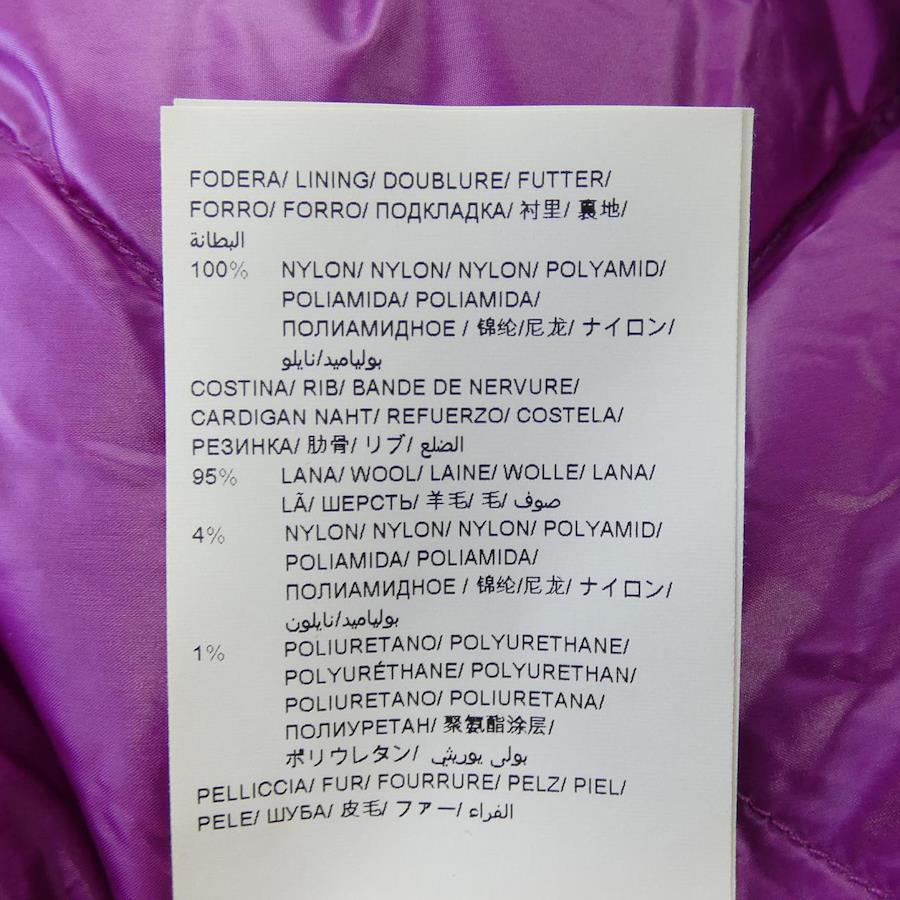 FODERA/ LINING/ DOUBLURE/ FUTTER/
FORRO/ FORRO/ ПОДКЛАДКА/ 衬里/ 裏地/
البطانة
100% NYLON/ NYLON/ NYLON/ POLYAMID/
POLIAMIDA/ POLIAMIDA/
ПОЛИАМИДНОЕ / 锦纶/尼龙/ ナイロン/
بولياميد/نايلو
COSTINA/ RIB/ BANDE DE NERVURE/
CARDIGAN NAHT/ REFUERZO/ COSTELA/
РЕЗИНКА/ 肋骨/ リブ/ الضلع
95% LANA/ WOOL/ LAINE/ WOLLE/ LANA/
LÃ/ ШЕРСТЬ/ 羊毛/ 毛/ صوف
4% NYLON/ NYLON/ NYLON/ POLYAMID/
POLIAMIDA/ POLIAMIDA/
ПОЛИАМИДНОЕ / 锦纶/尼龙/ ナイロン/
بولياميد/نايلون
1% POLIURETANO/ POLYURETHANE/
POLYURÉTHANE/ POLYURETHAN/
POLIURETANO/ POLIURETANA/
ПОЛИУРЕТАН/ 聚氨酯涂层/
ポリウレタン/ بولى يوريثي
PELLICCIA/ FUR/ FOURRURE/ PELZ/ PIEL/
PELE/ ШУБА/ 皮毛/ ファー/ الفراء